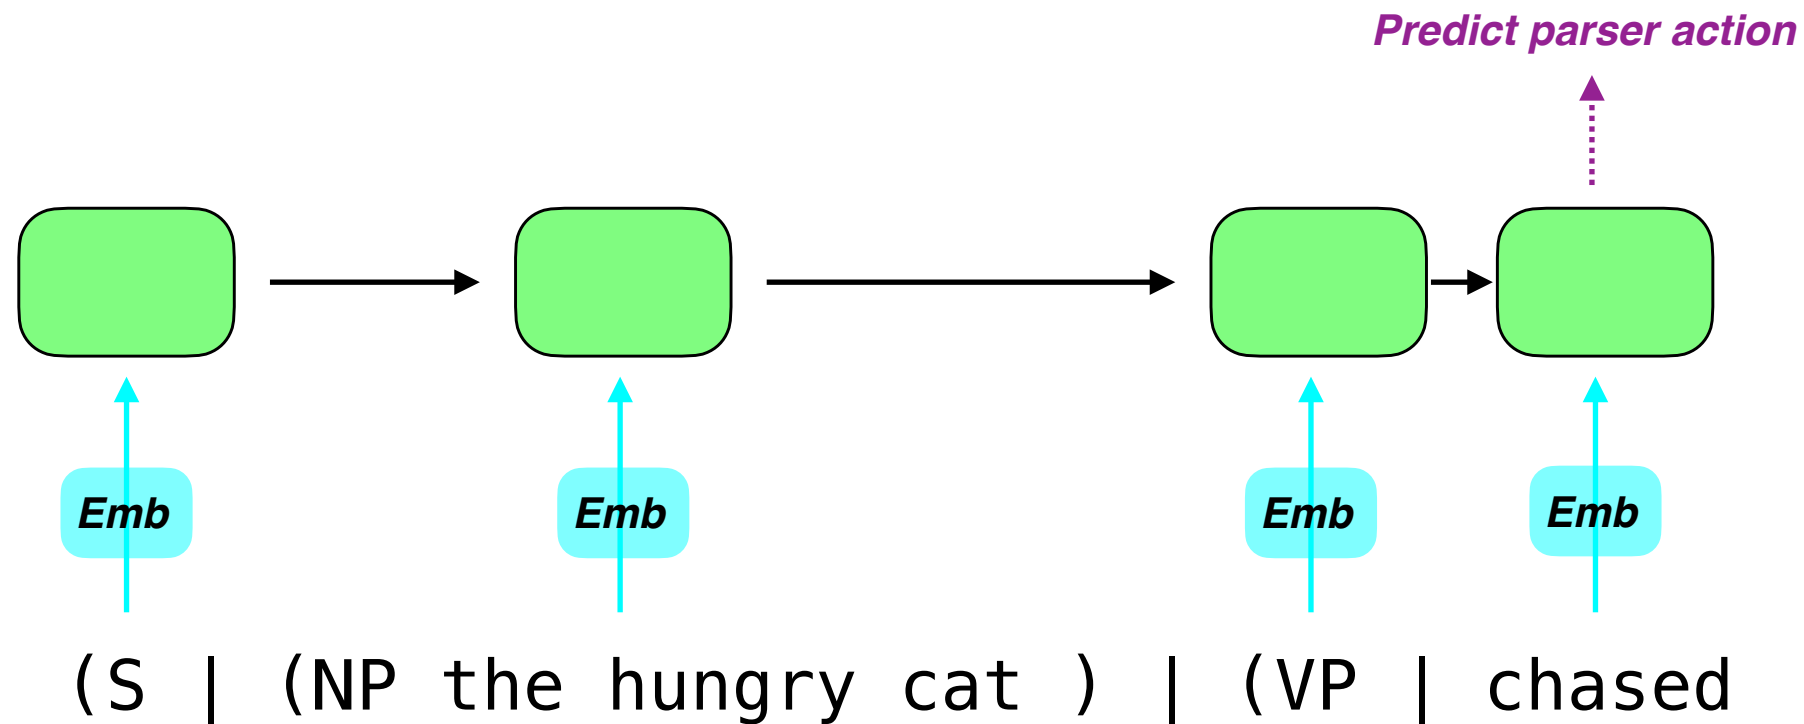 Predict parser action
Emb Emb Emb Emb
(S | (NP the hungry cat ) | (VP | chased